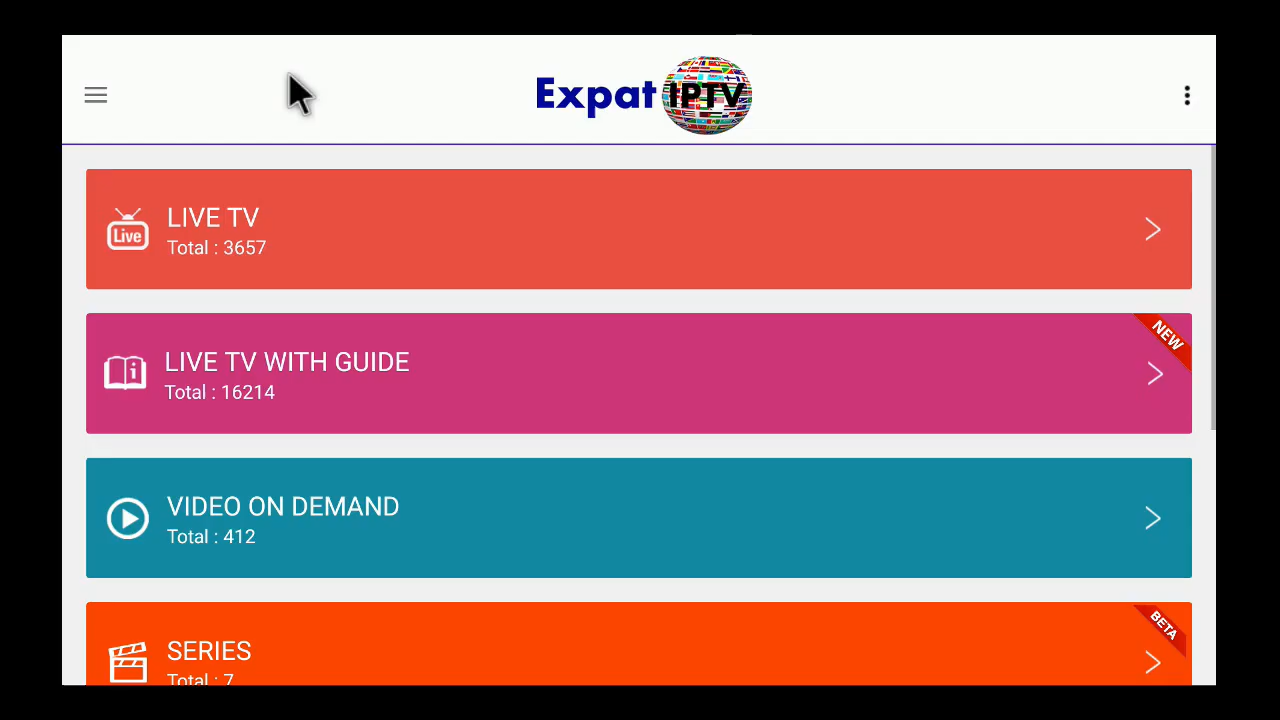 Expat IPTV
LIVE TV
Live
Total : 3657
NEW
LIVE TV WITH GUIDE
Total : 16214
VIDEO ON DEMAND
Total : 412
BETA
SERIES
Total : 7